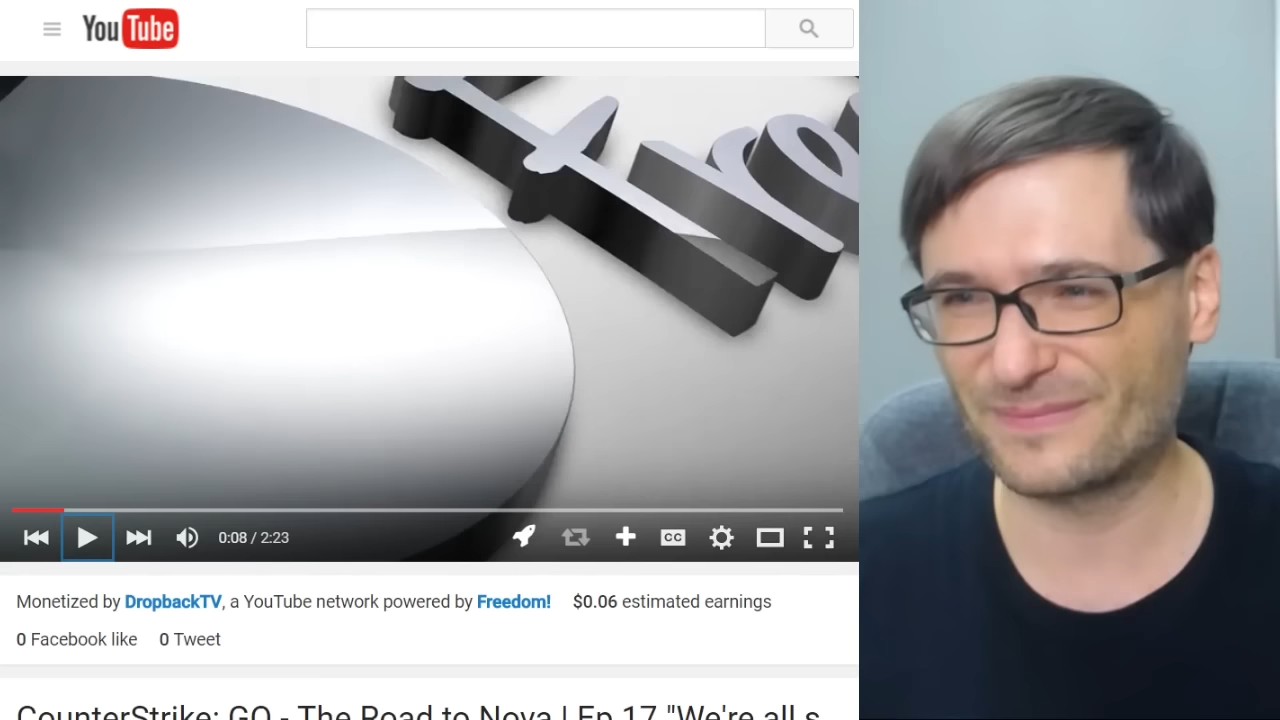 YouTube
0:08 / 2:23
CC
Monetized by DropbackTV, a YouTube network powered by Freedom! $0.06 estimated earnings
0 Facebook like 0 Tweet
CounterStrike: GO - The Road to Nova | Ep 17 "We're all s